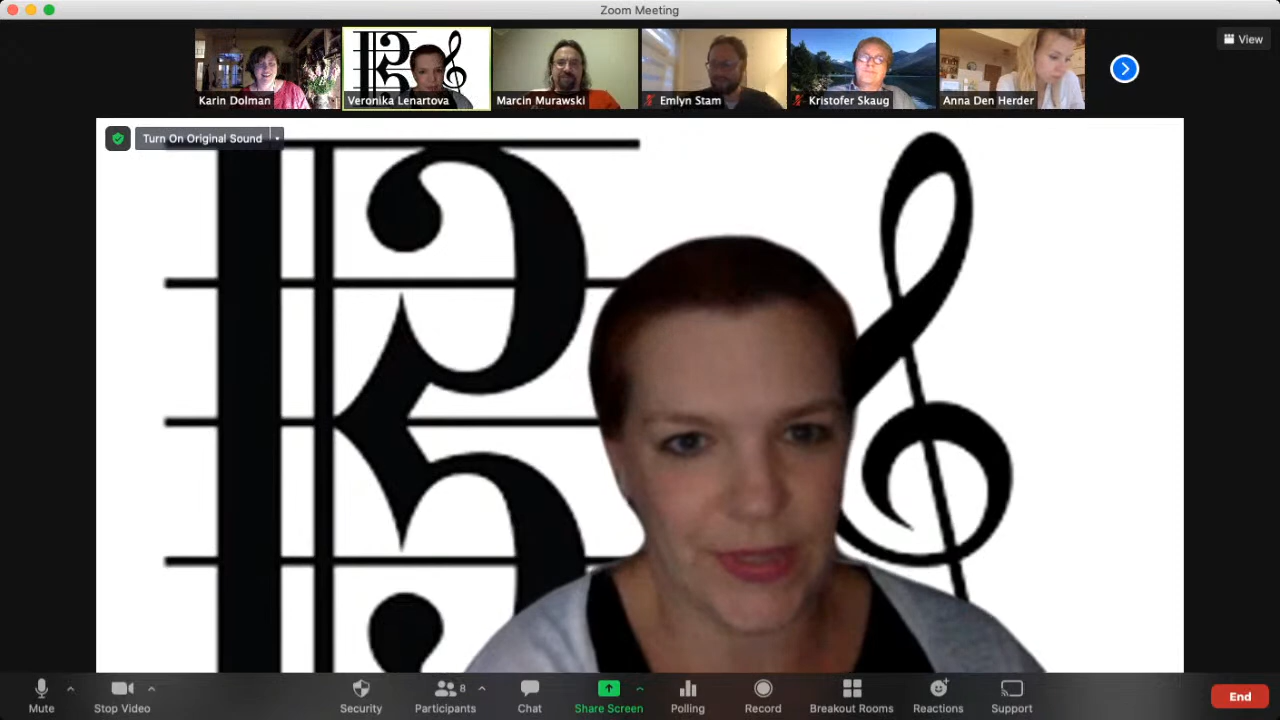 Zoom Meeting
Karin Dolman
Veronika Lenartova
Marcin Murawski
Emlyn Stam
Kristofer Skaug
Anna Den Herder
View
Turn On Original Sound
Mute
Stop Video
Security
Participants
8
Chat
Share Screen
Polling
Record
Breakout Rooms
Reactions
Support
End